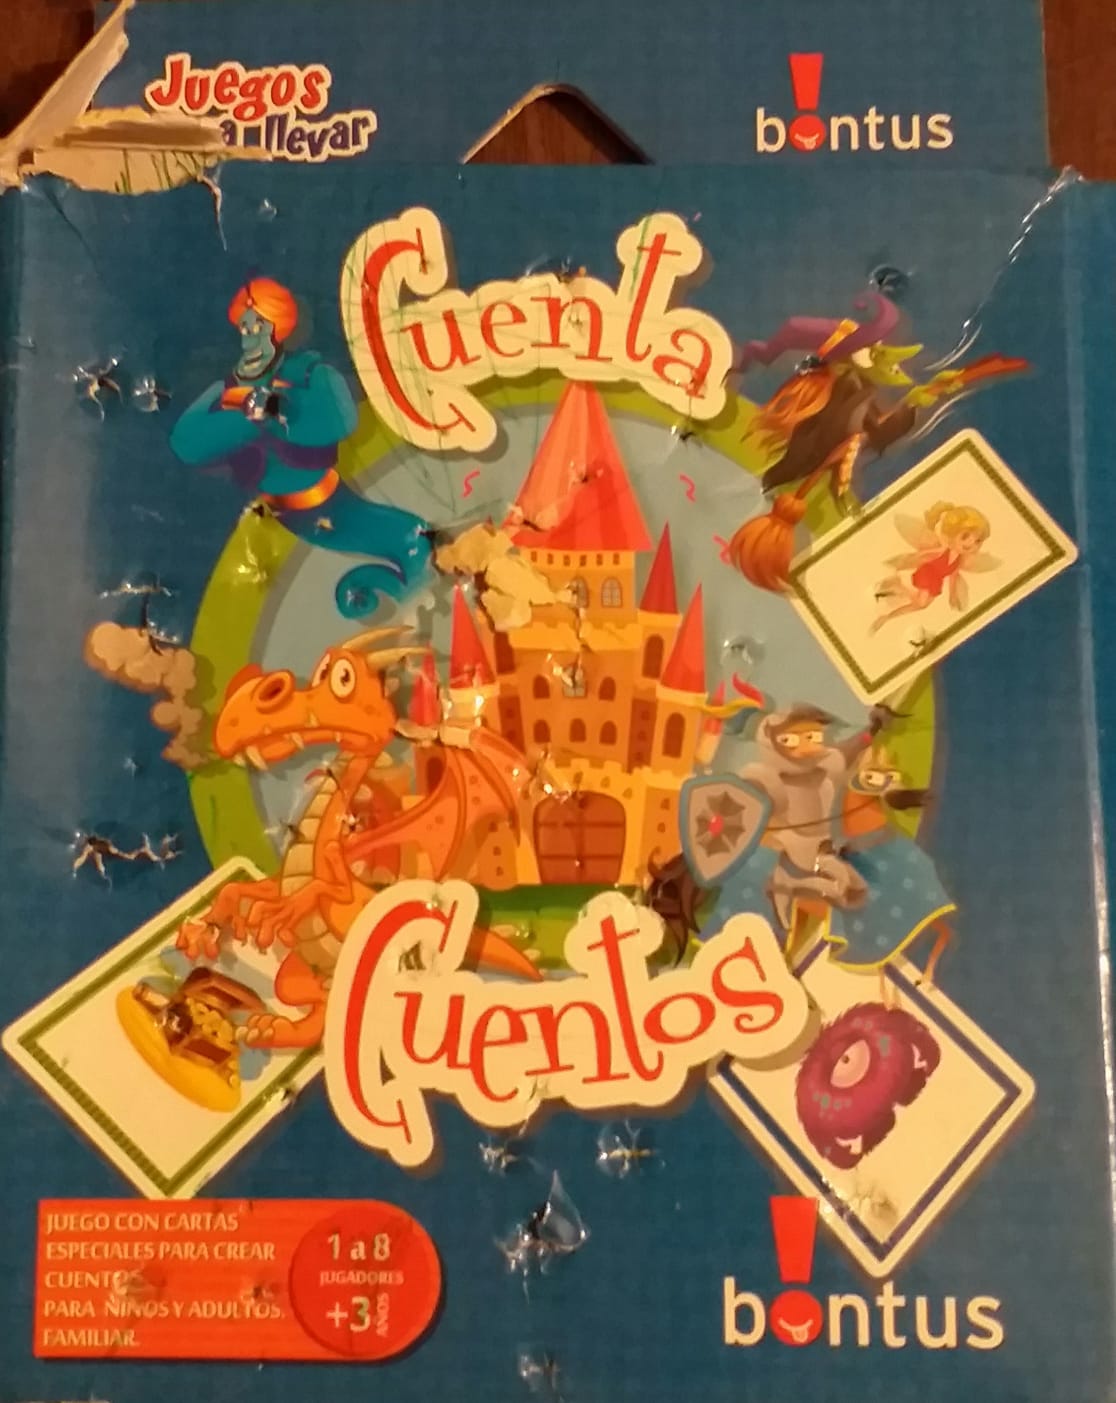 Juegos
a llevar
bontus
Cuenta
Cuentos
JUEGO CON CARTAS
ESPECIALES PARA CREAR
CUENTOS
PARA NIÑOS Y ADULTOS.
FAMILIAR.
1 a 8
JUGADORES
+3 AÑOS
bontus